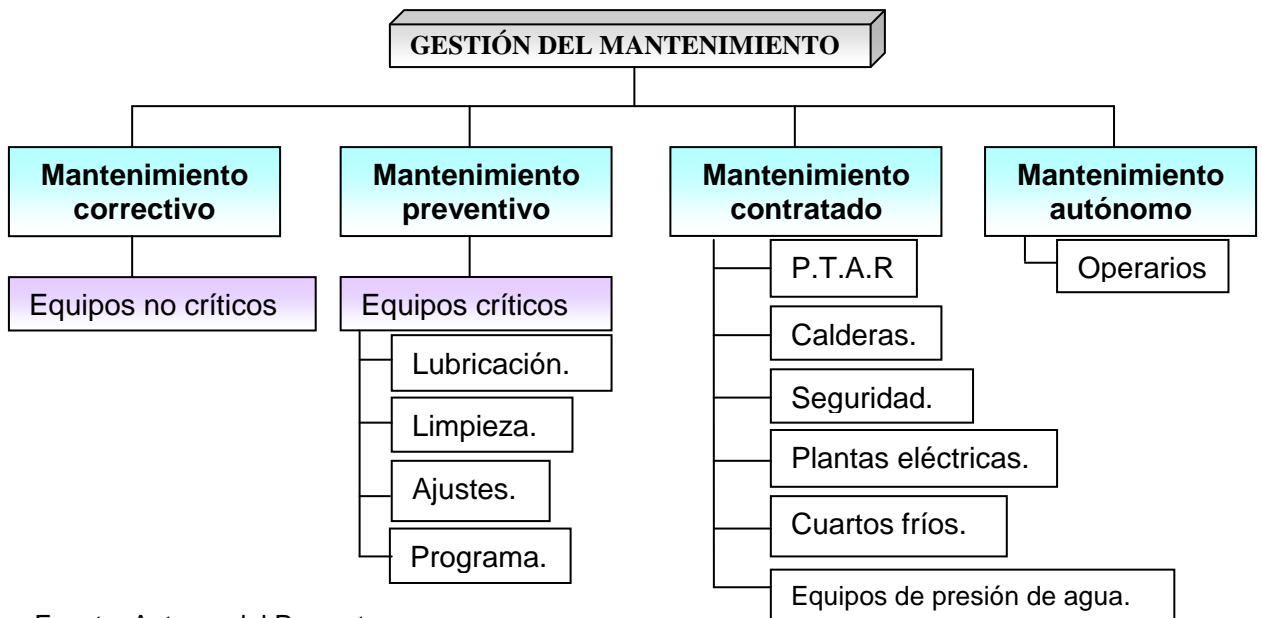 GESTIÓN DEL MANTENIMIENTO
Mantenimiento
correctivo
Equipos no críticos
Mantenimiento
preventivo
Equipos críticos
Lubricación.
Limpieza.
Ajustes.
Programa.
Mantenimiento
contratado
P.T.A.R
Calderas.
Seguridad.
Plantas eléctricas.
Cuartos fríos.
Equipos de presión de agua.
Mantenimiento
autónomo
Operarios